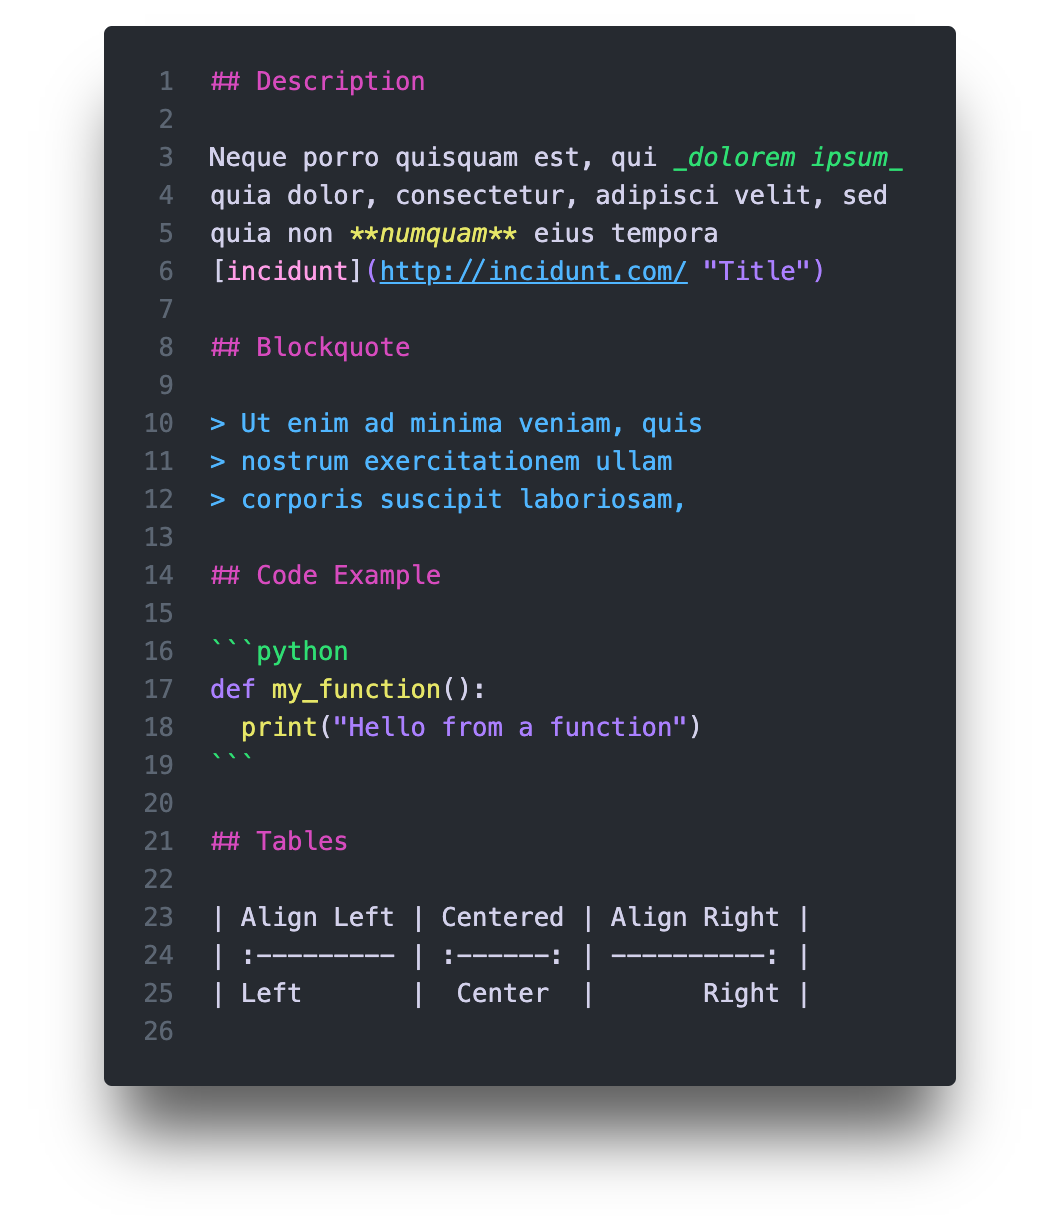 1 ## Description
2
3 Neque porro quisquam est, qui _dolorem ipsum_
4 quia dolor, consectetur, adipisci velit, sed
5 quia non **numquam** eius tempora
6 [incidunt](http://incidunt.com/ "Title")
7
8 ## Blockquote
9
10 > Ut enim ad minima veniam, quis
11 > nostrum exercitationem ullam
12 > corporis suscipit laboriosam,
13
14 ## Code Example
15
16 ```python
17 def my_function():
18   print("Hello from a function")
19 ```
20
21 ## Tables
22
23 | Align Left | Centered | Align Right |
24 | :--------- | :------: | ----------: |
25 | Left       |  Center  |       Right |
26